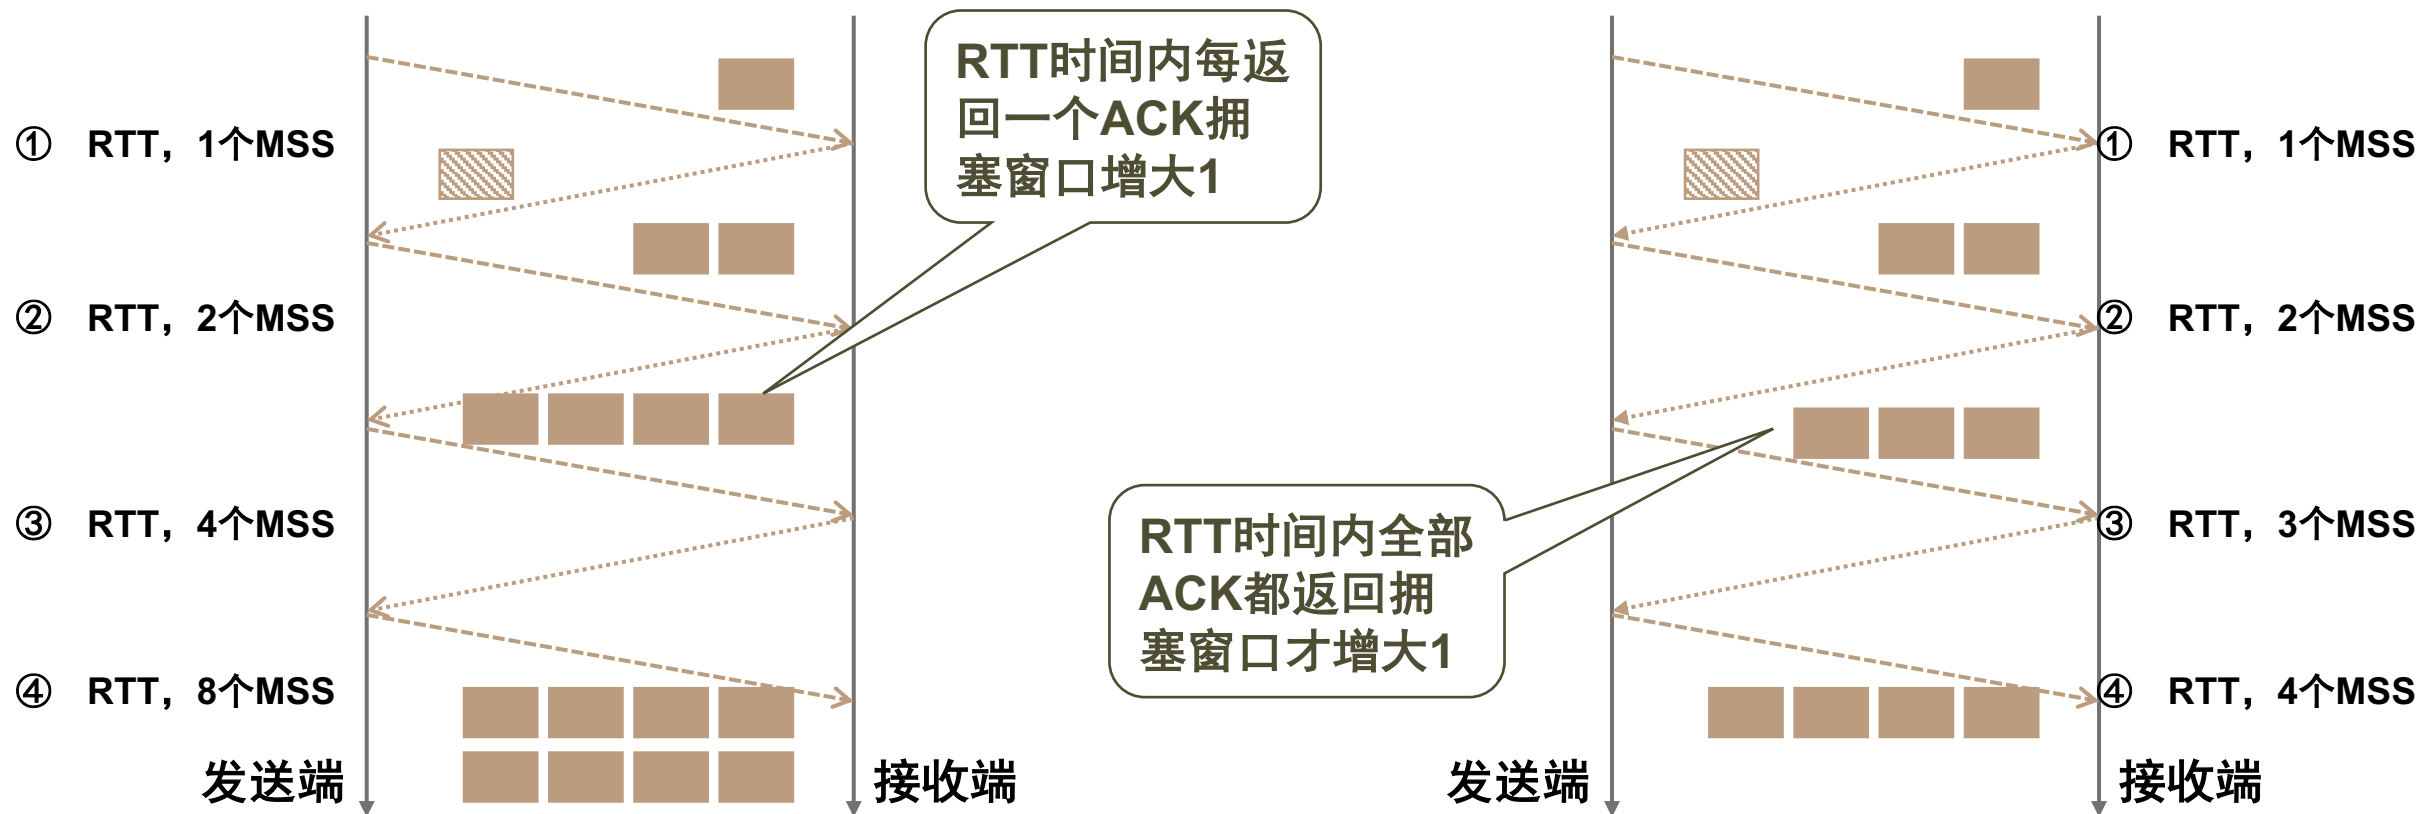 RTT时间内每返
回一个ACK拥
塞窗口增大1
① RTT，1个MSS
② RTT，2个MSS
③ RTT，4个MSS
④ RTT，8个MSS
发送端
接收端
① RTT，1个MSS
② RTT，2个MSS
RTT时间内全部
ACK都返回拥
塞窗口才增大1
③ RTT，3个MSS
④ RTT，4个MSS
发送端
接收端